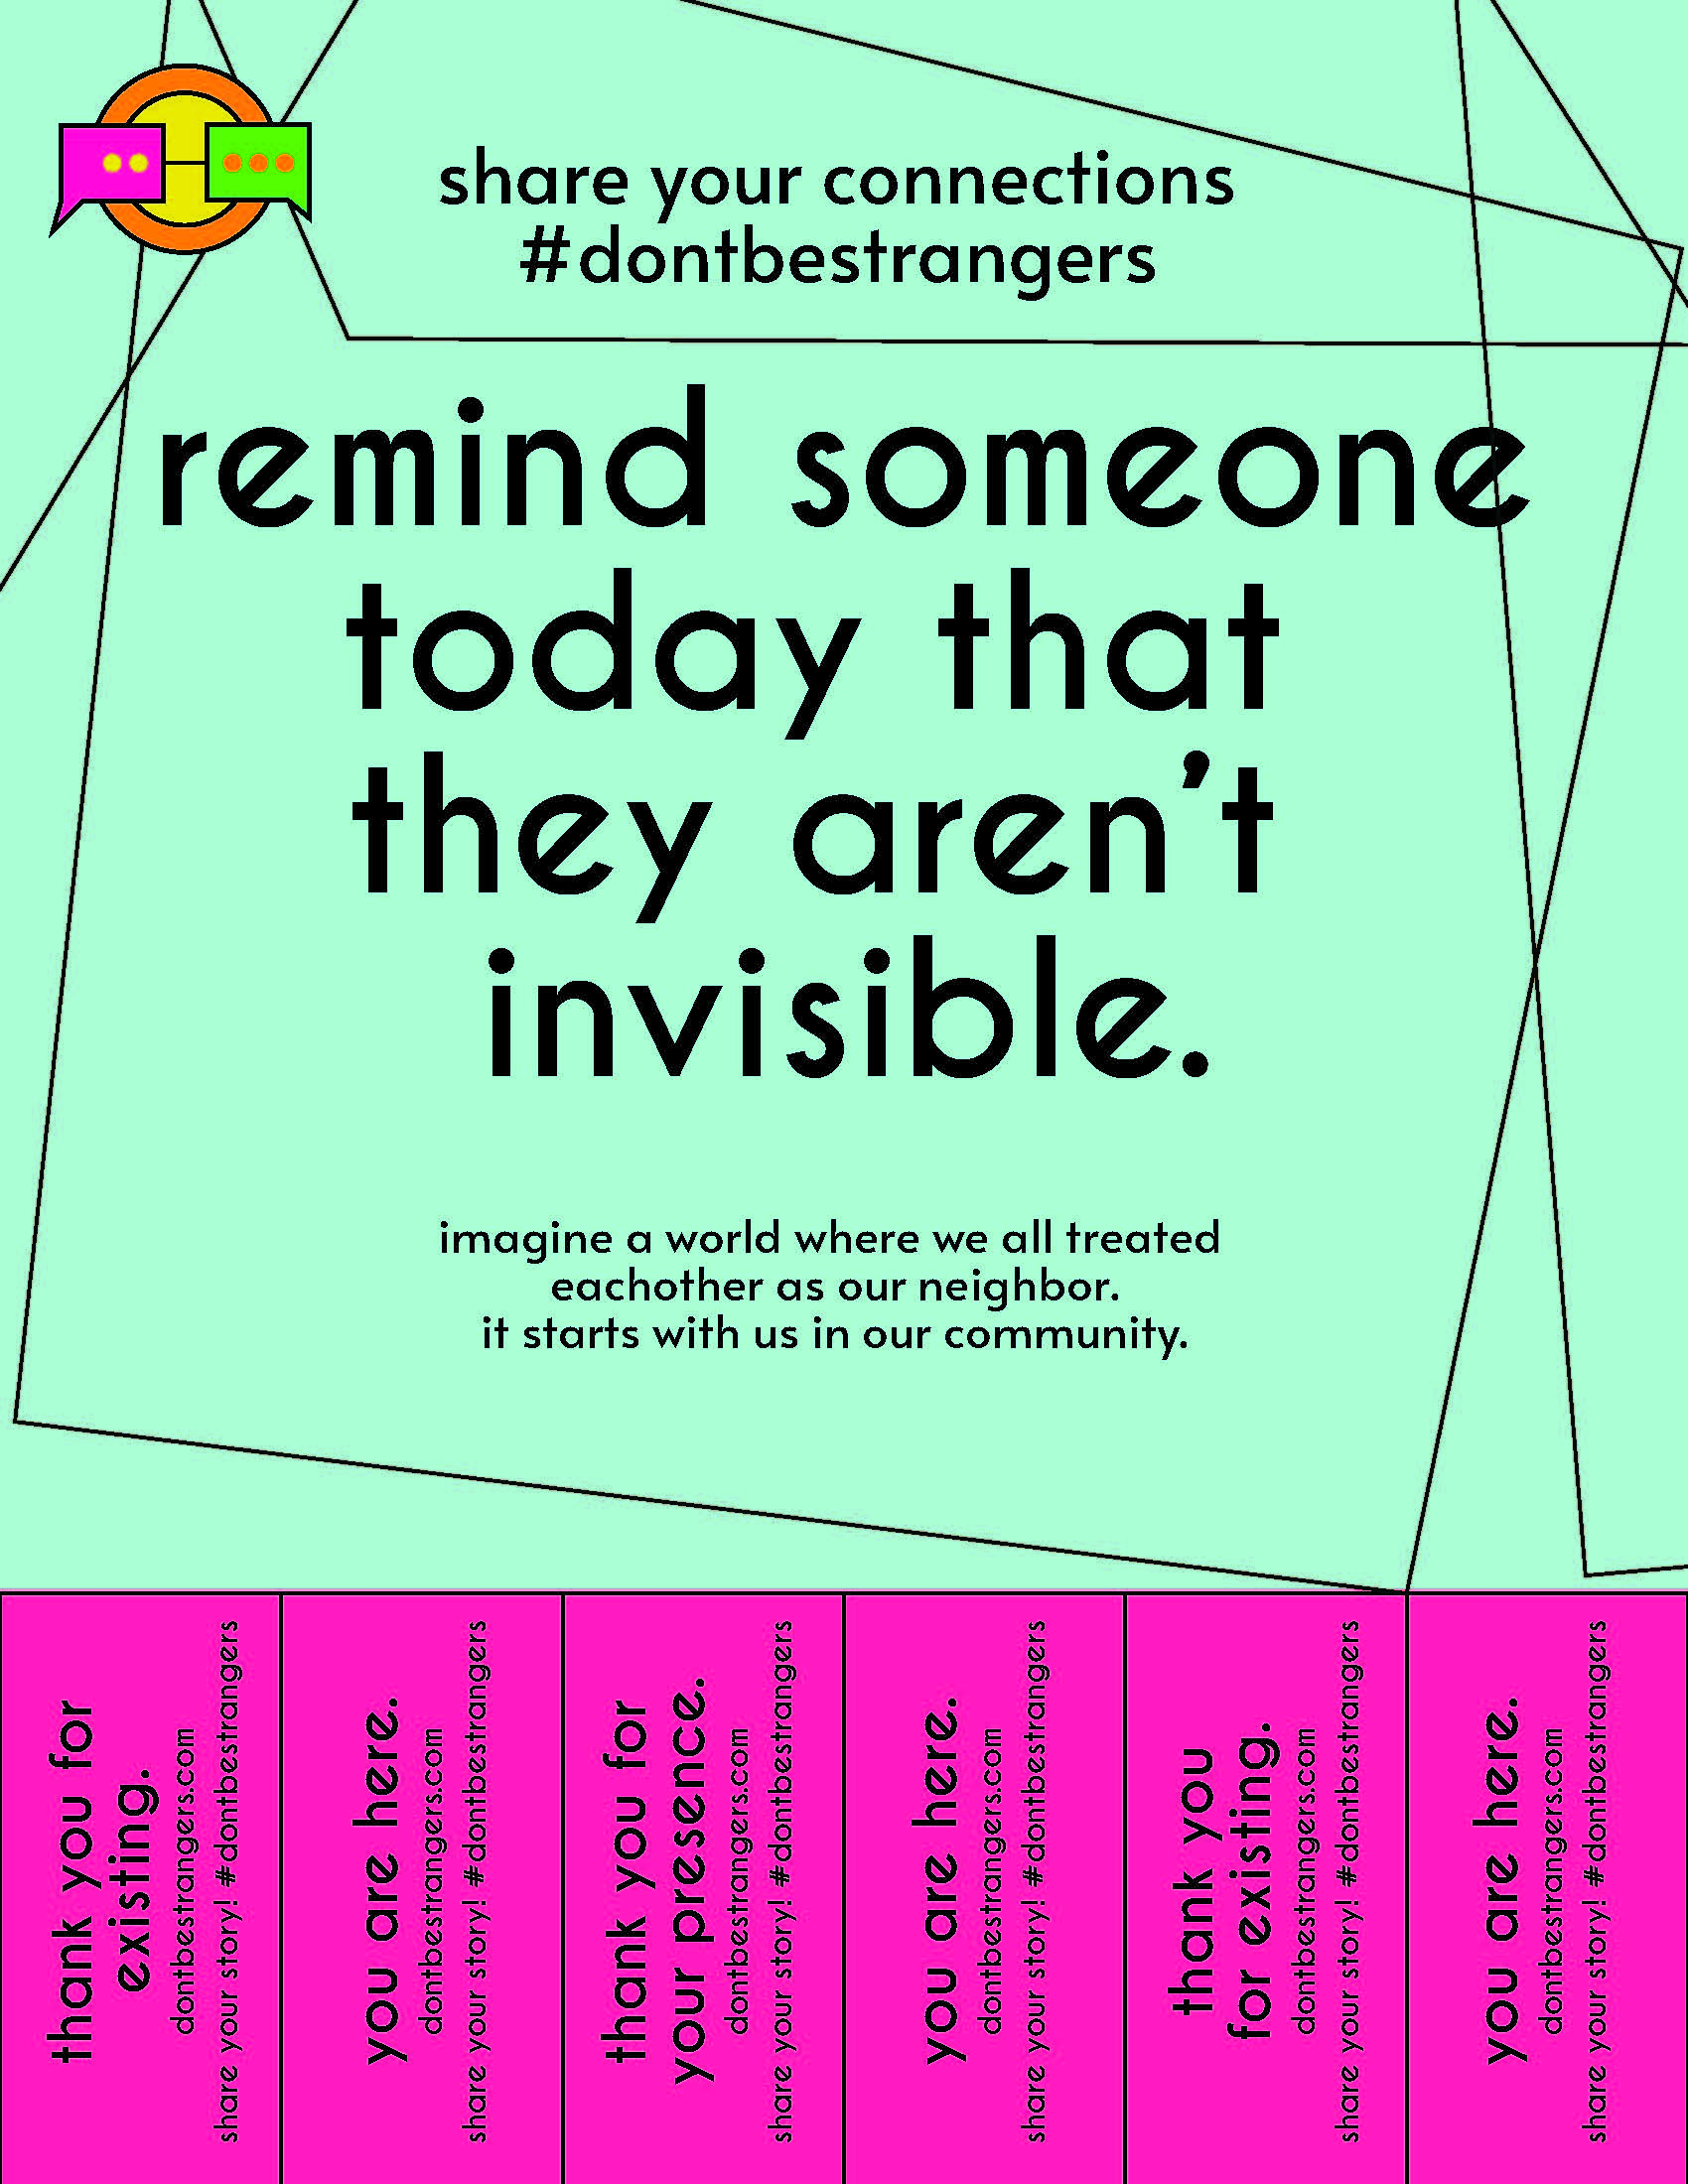 share your connections
#dontbestrangers
remind someone
today that
they aren't
invisible.
imagine a world where we all treated
eachother as our neighbor.
it starts with us in our community.
thank you for
existing.
dontbestrangers.com
share your story! #dontbestrangers
you are here.
dontbestrangers.com
share your story! #dontbestrangers
thank you for
your presence.
dontbestrangers.com
share your story! #dontbestrangers
you are here.
dontbestrangers.com
share your story! #dontbestrangers
thank you
for existing.
dontbestrangers.com
share your story! #dontbestrangers
you are here.
dontbestrangers.com
share your story! #dontbestrangers